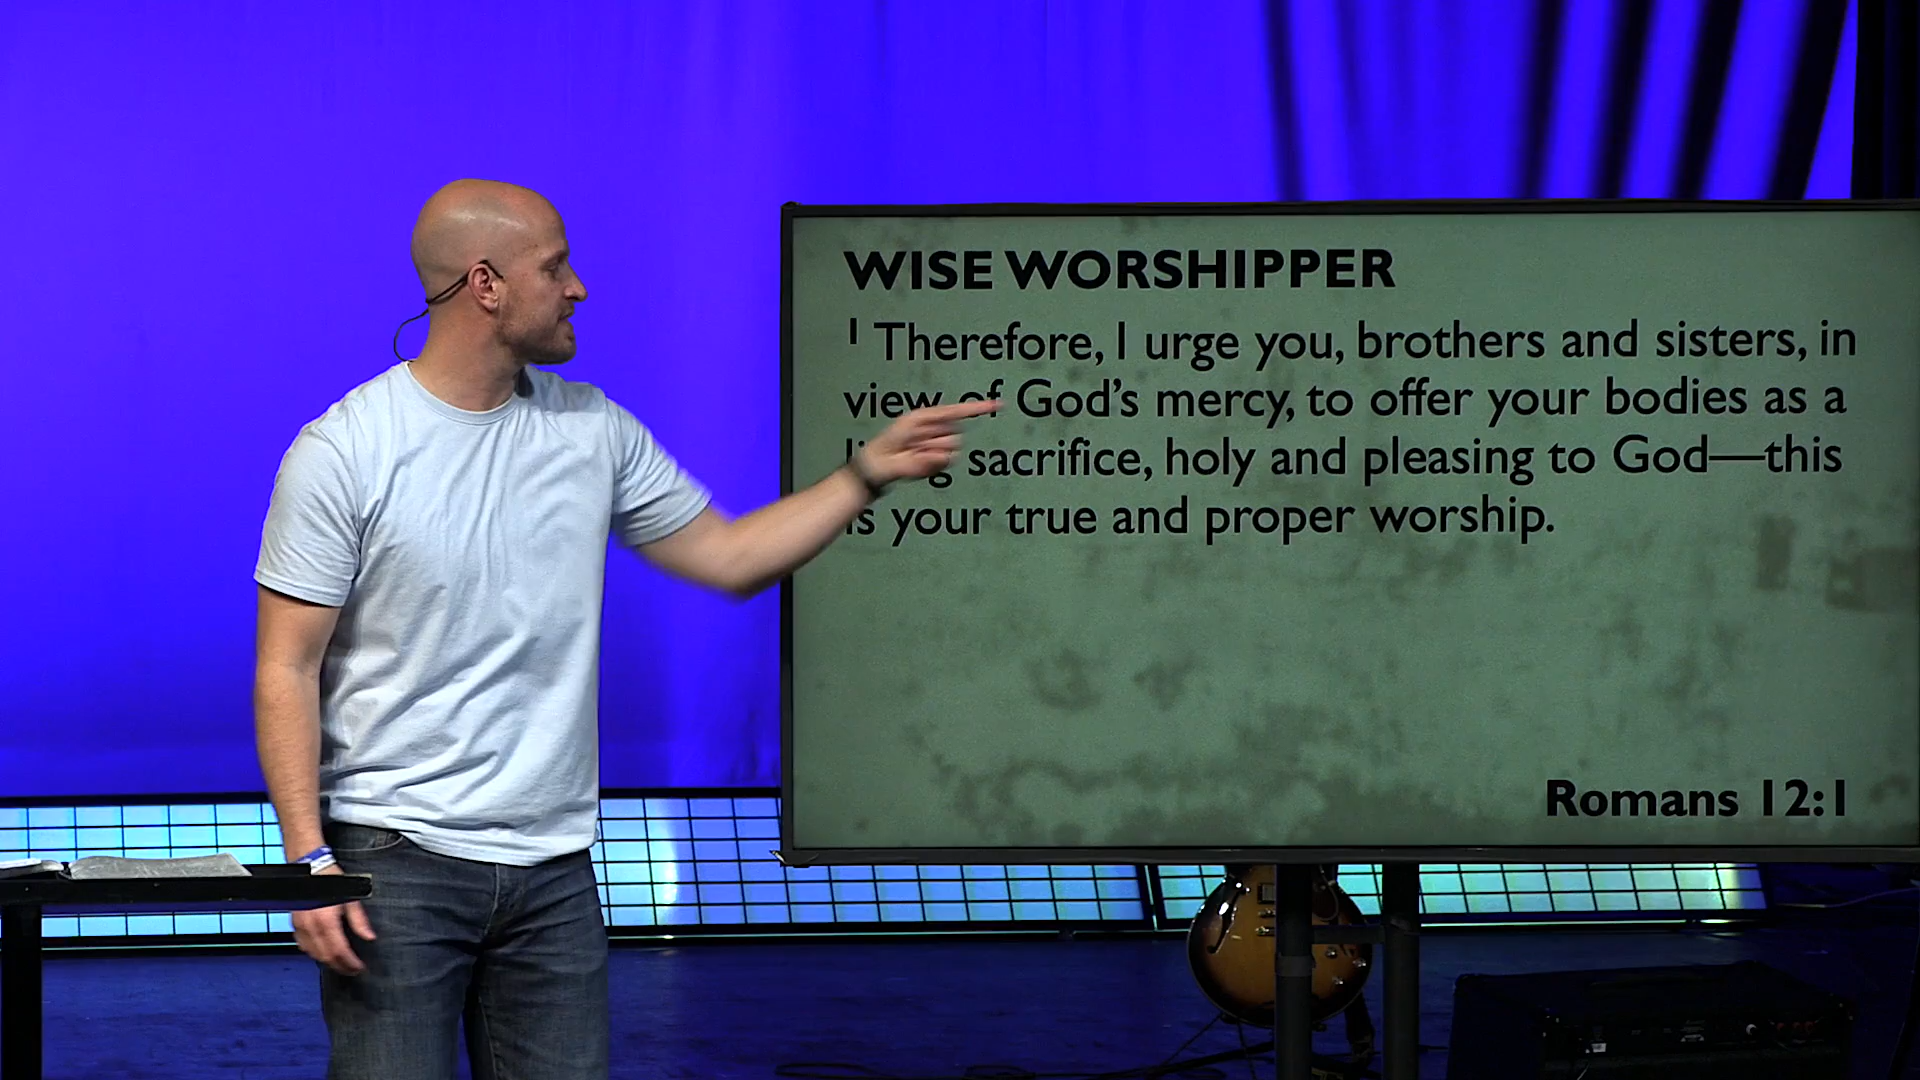 WISE WORSHIPPER
1 Therefore, I urge you, brothers and sisters, in
view of God's mercy, to offer your bodies as a
sacrifice, holy and pleasing to God—this
is your true and proper worship.
Romans 12:1